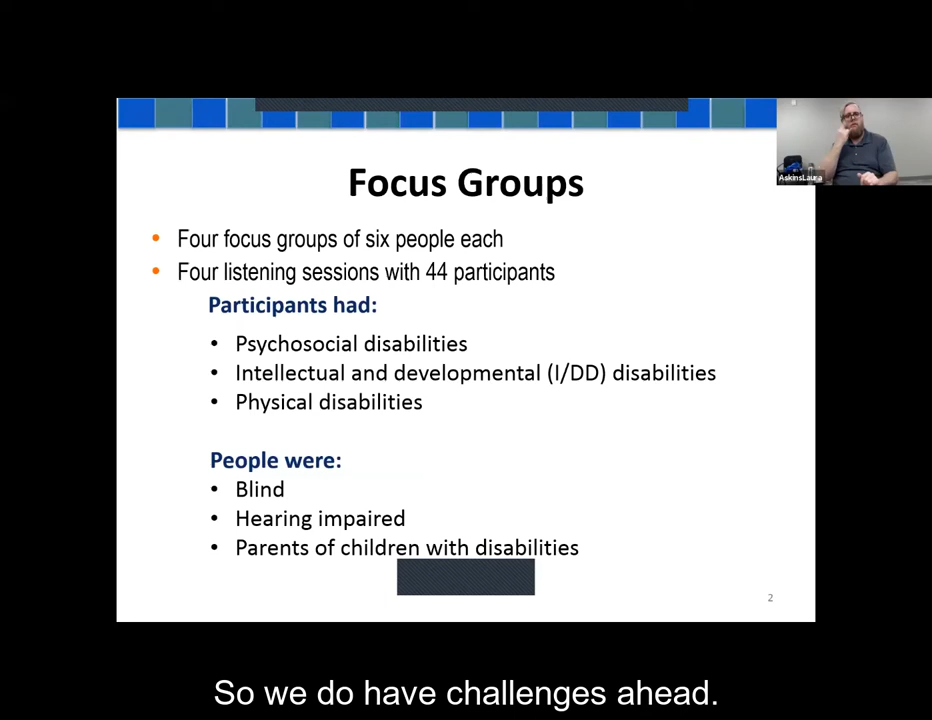 Focus Groups
• Four focus groups of six people each
• Four listening sessions with 44 participants
Participants had:
• Psychosocial disabilities
• Intellectual and developmental (I/DD) disabilities
• Physical disabilities
People were:
• Blind
• Hearing impaired
• Parents of children with disabilities
2
AskinsLaura
So we do have challenges ahead.